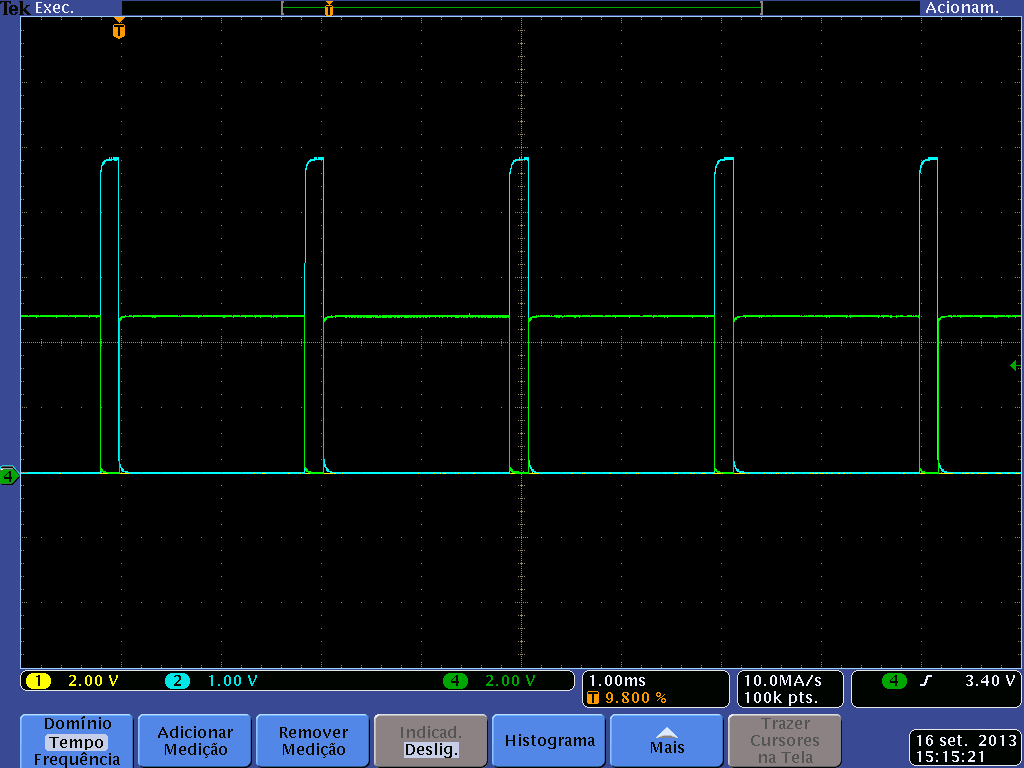 Tek Exec. T Acionam.
T
4
1 2.00 V 2 1.00 V 4 2.00 V
1.00ms
T 9.800 %
10.0MA/s
100k pts.
4 3.40 V
Domínio
Tempo
Frequência
Adicionar
Medição
Remover
Medição
Indicad.
Deslig.
Histograma
Mais
Trazer
Cursores
na Tela
16 set. 2013
15:15:21